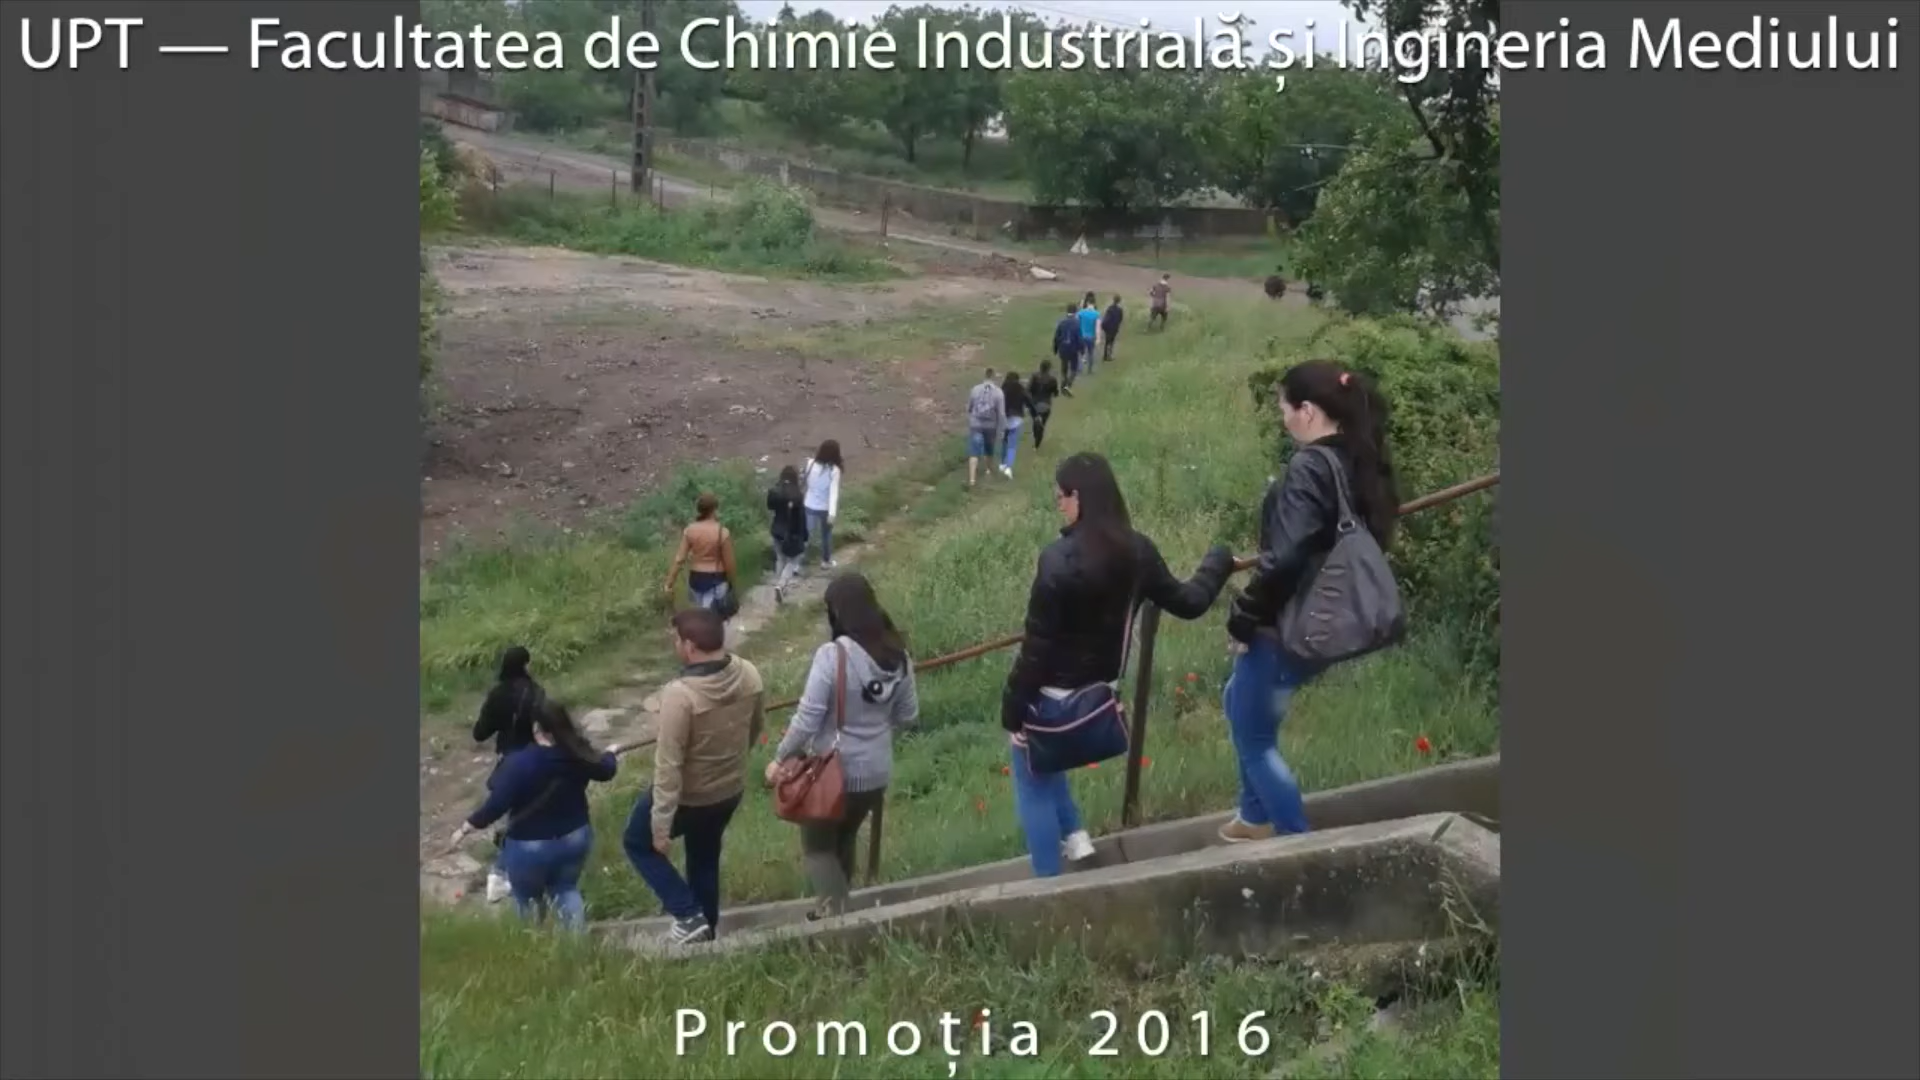 UPT — Facultatea de Chimie Industrială și Ingineria Mediului
Promoția 2016